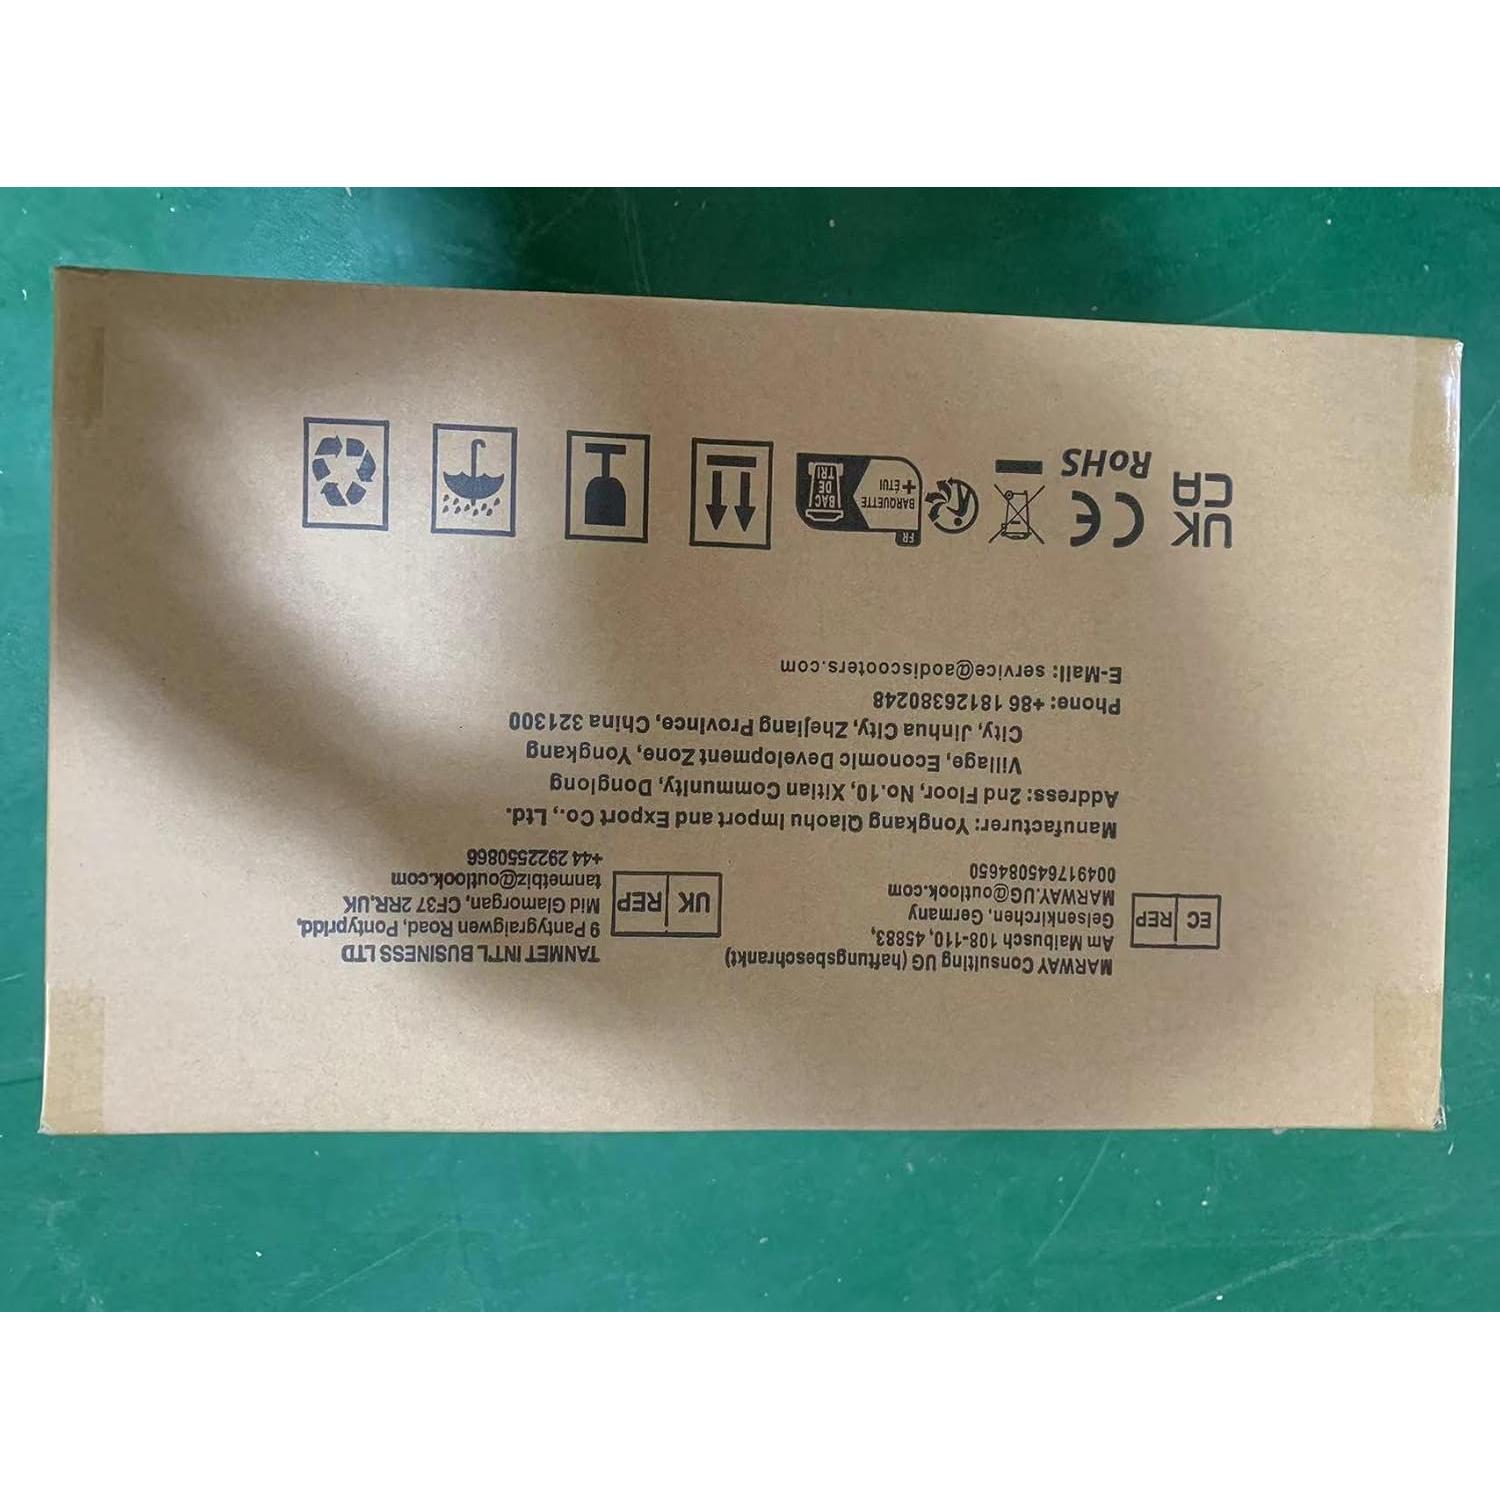 EC REP
MARWAY Consulting UG (haftungsbeschrankt)
Am Maibusch 108-110, 45883,
Gelsenkirchen, Germany
MARWAY.UG@outlook.com
004917645084650
UK REP
TANMET INT'L BUSINESS LTD
9 Pantygraigwen Road, Pontypridd,
Mid Glamorgan, CF37 2RR,UK
tanmetbiz@outlook.com
+44 2922550866
Manufacturer: Yongkang Qiaohu Import and Export Co., Ltd.
Address: 2nd Floor, No.10, Xitian Community, Donglong
Village, Economic Development Zone, Yongkang
City, Jinhua City, Zhejiang Province, China 321300
Phone: +86 18126380248
E-Mail: service@aodiscooters.com
UK
CA
CE
RoHS
FR
BARQUETTE
+ ÉTUI
BAC
DE
TRI